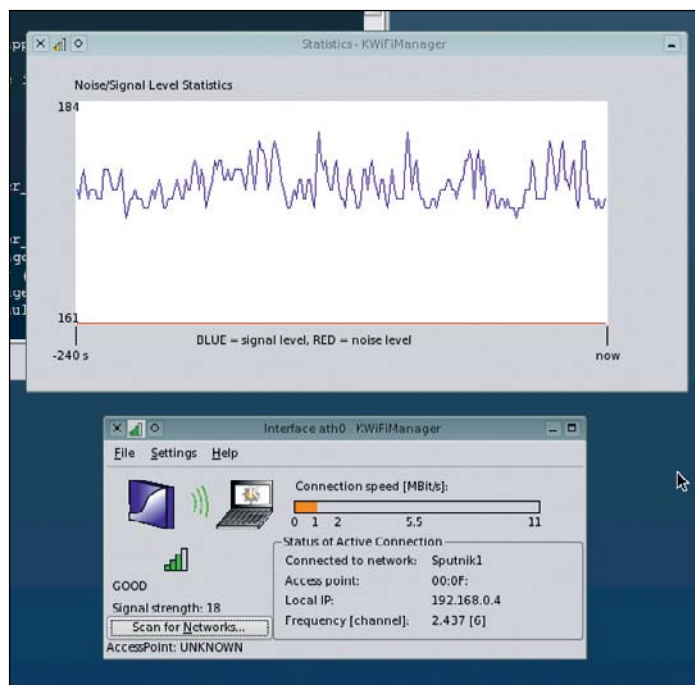 Statistics - KWiFiManager
Noise/Signal Level Statistics
184
161
BLUE = signal level, RED = noise level
-240 s
now
Interface ath0 - KWiFiManager
File Settings Help
Connection speed [MBit/s]:
0 1 2 5.5 11
GOOD
Signal strength: 18
Scan for Networks...
AccessPoint: UNKNOWN
Status of Active Connection
Connected to network: Sputnik1
Access point: 00:0F:
Local IP: 192.168.0.4
Frequency [channel]: 2.437 [6]